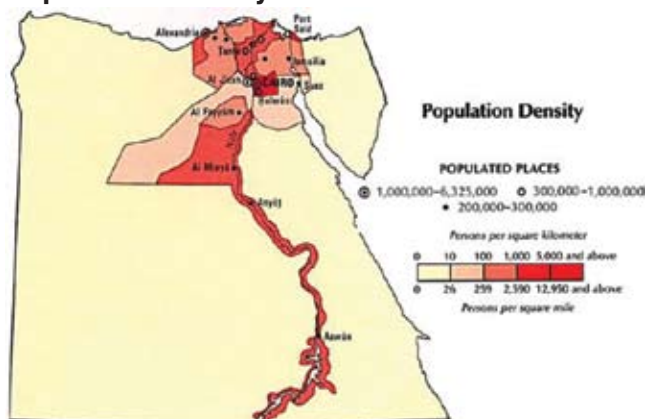 Alexandria
Port
Said
Tanta
Ismailia
CAIRO
Suez
Al Fayyum
Nile
Al Minya
Asyut
Aswan
Population Density
POPULATED PLACES
1,000,000–6,325,000 300,000–1,000,000
200,000–300,000
Persons per square kilometer
0 10 100 1,000 5,000 and above
0 26 259 2,590 12,950 and above
Persons per square mile